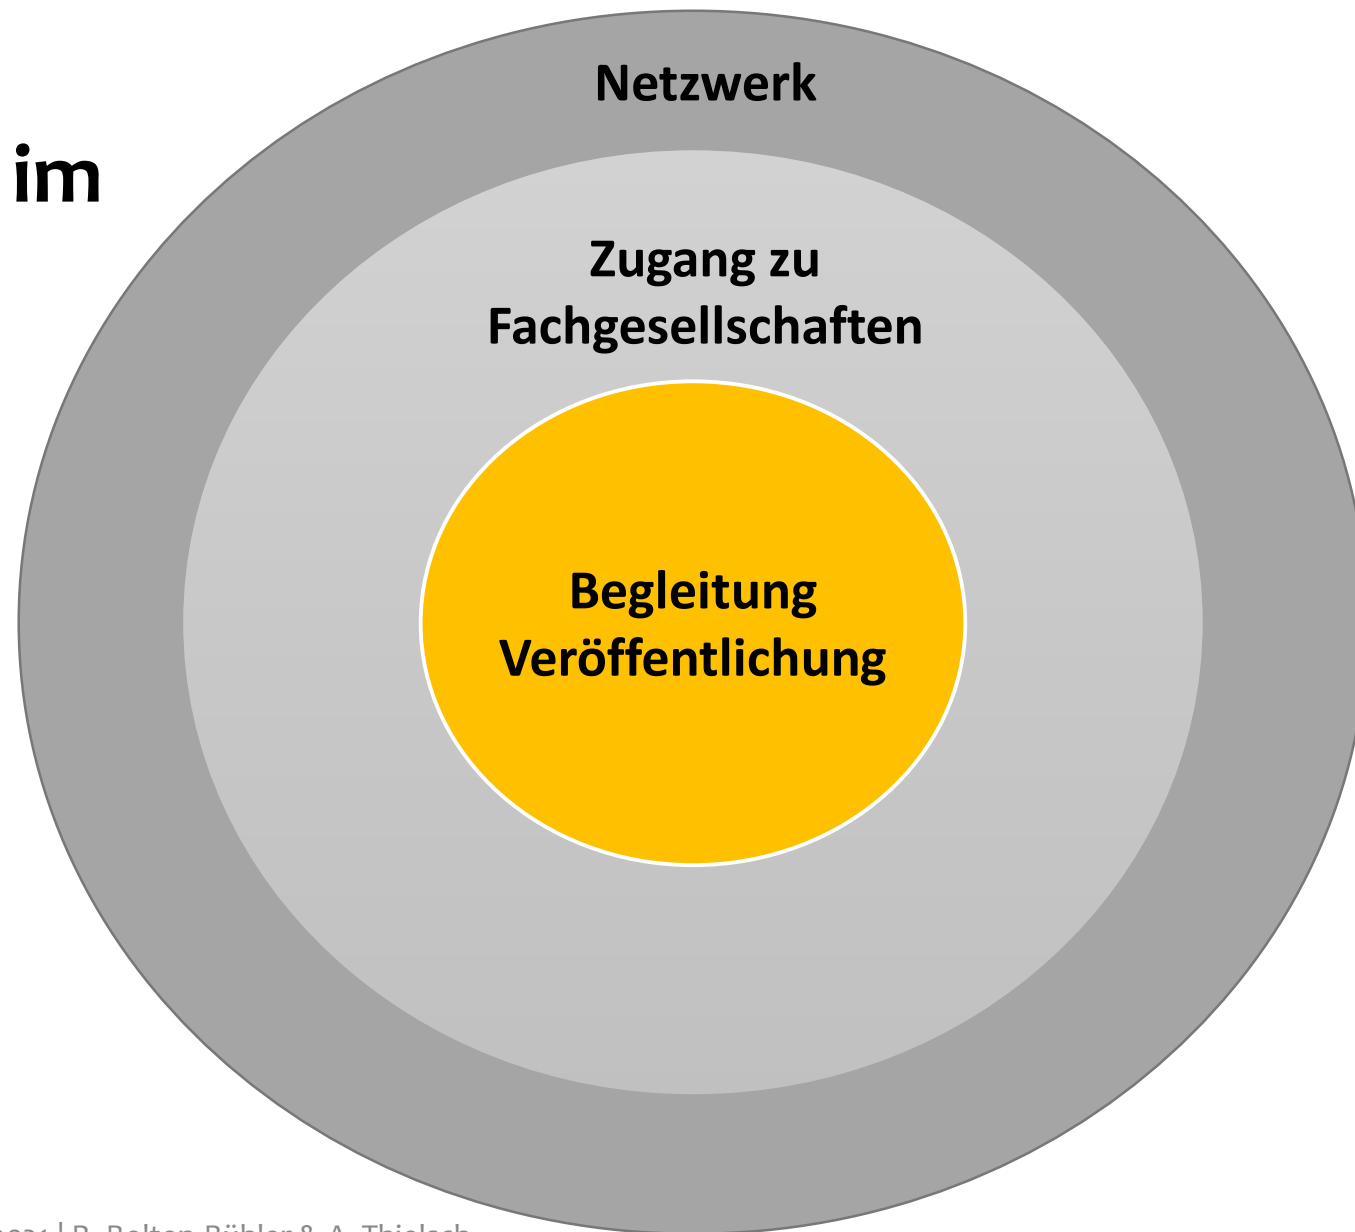 Netzwerk
im
Zugang zu
Fachgesellschaften
Begleitung
Veröffentlichung